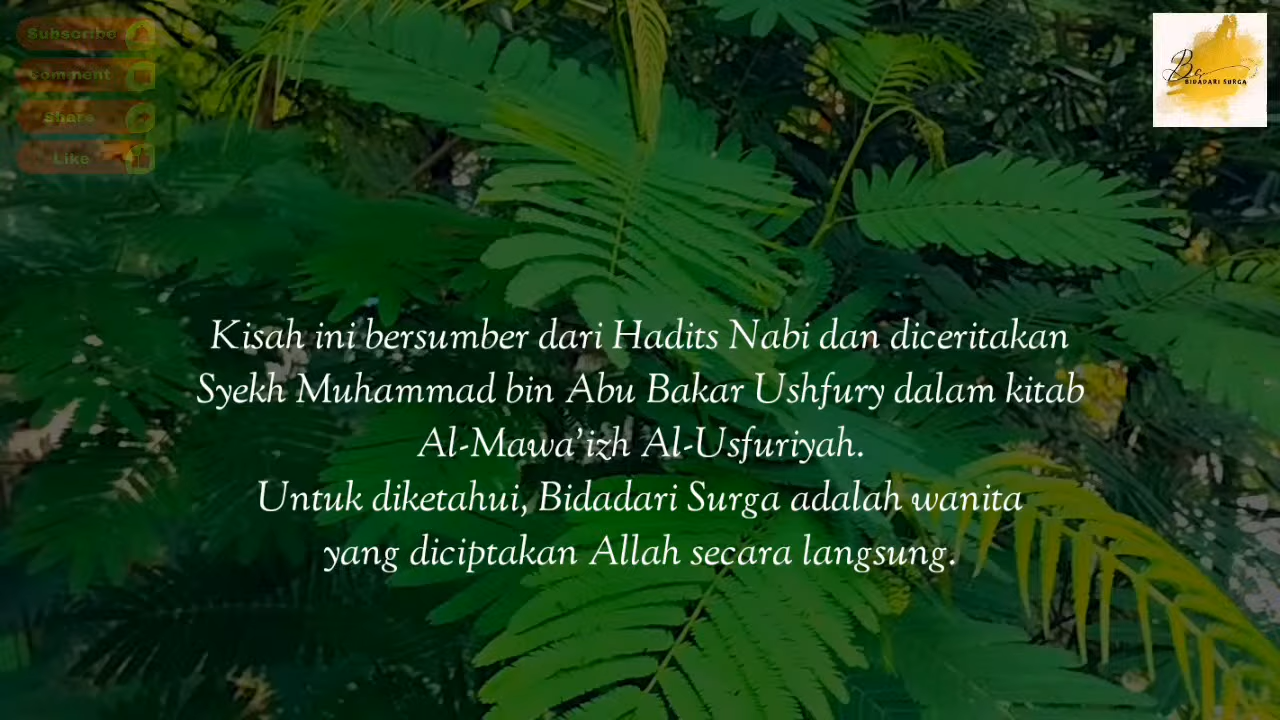 Subscribe
Comment
Share
Like
Bs
BIDADARI SURGA
Kisah ini bersumber dari Hadits Nabi dan diceritakan
Syekh Muhammad bin Abu Bakar Ushfury dalam kitab
Al-Mawa'izh Al-Usfuriyah.
Untuk diketahui, Bidadari Surga adalah wanita
yang diciptakan Allah secara langsung.